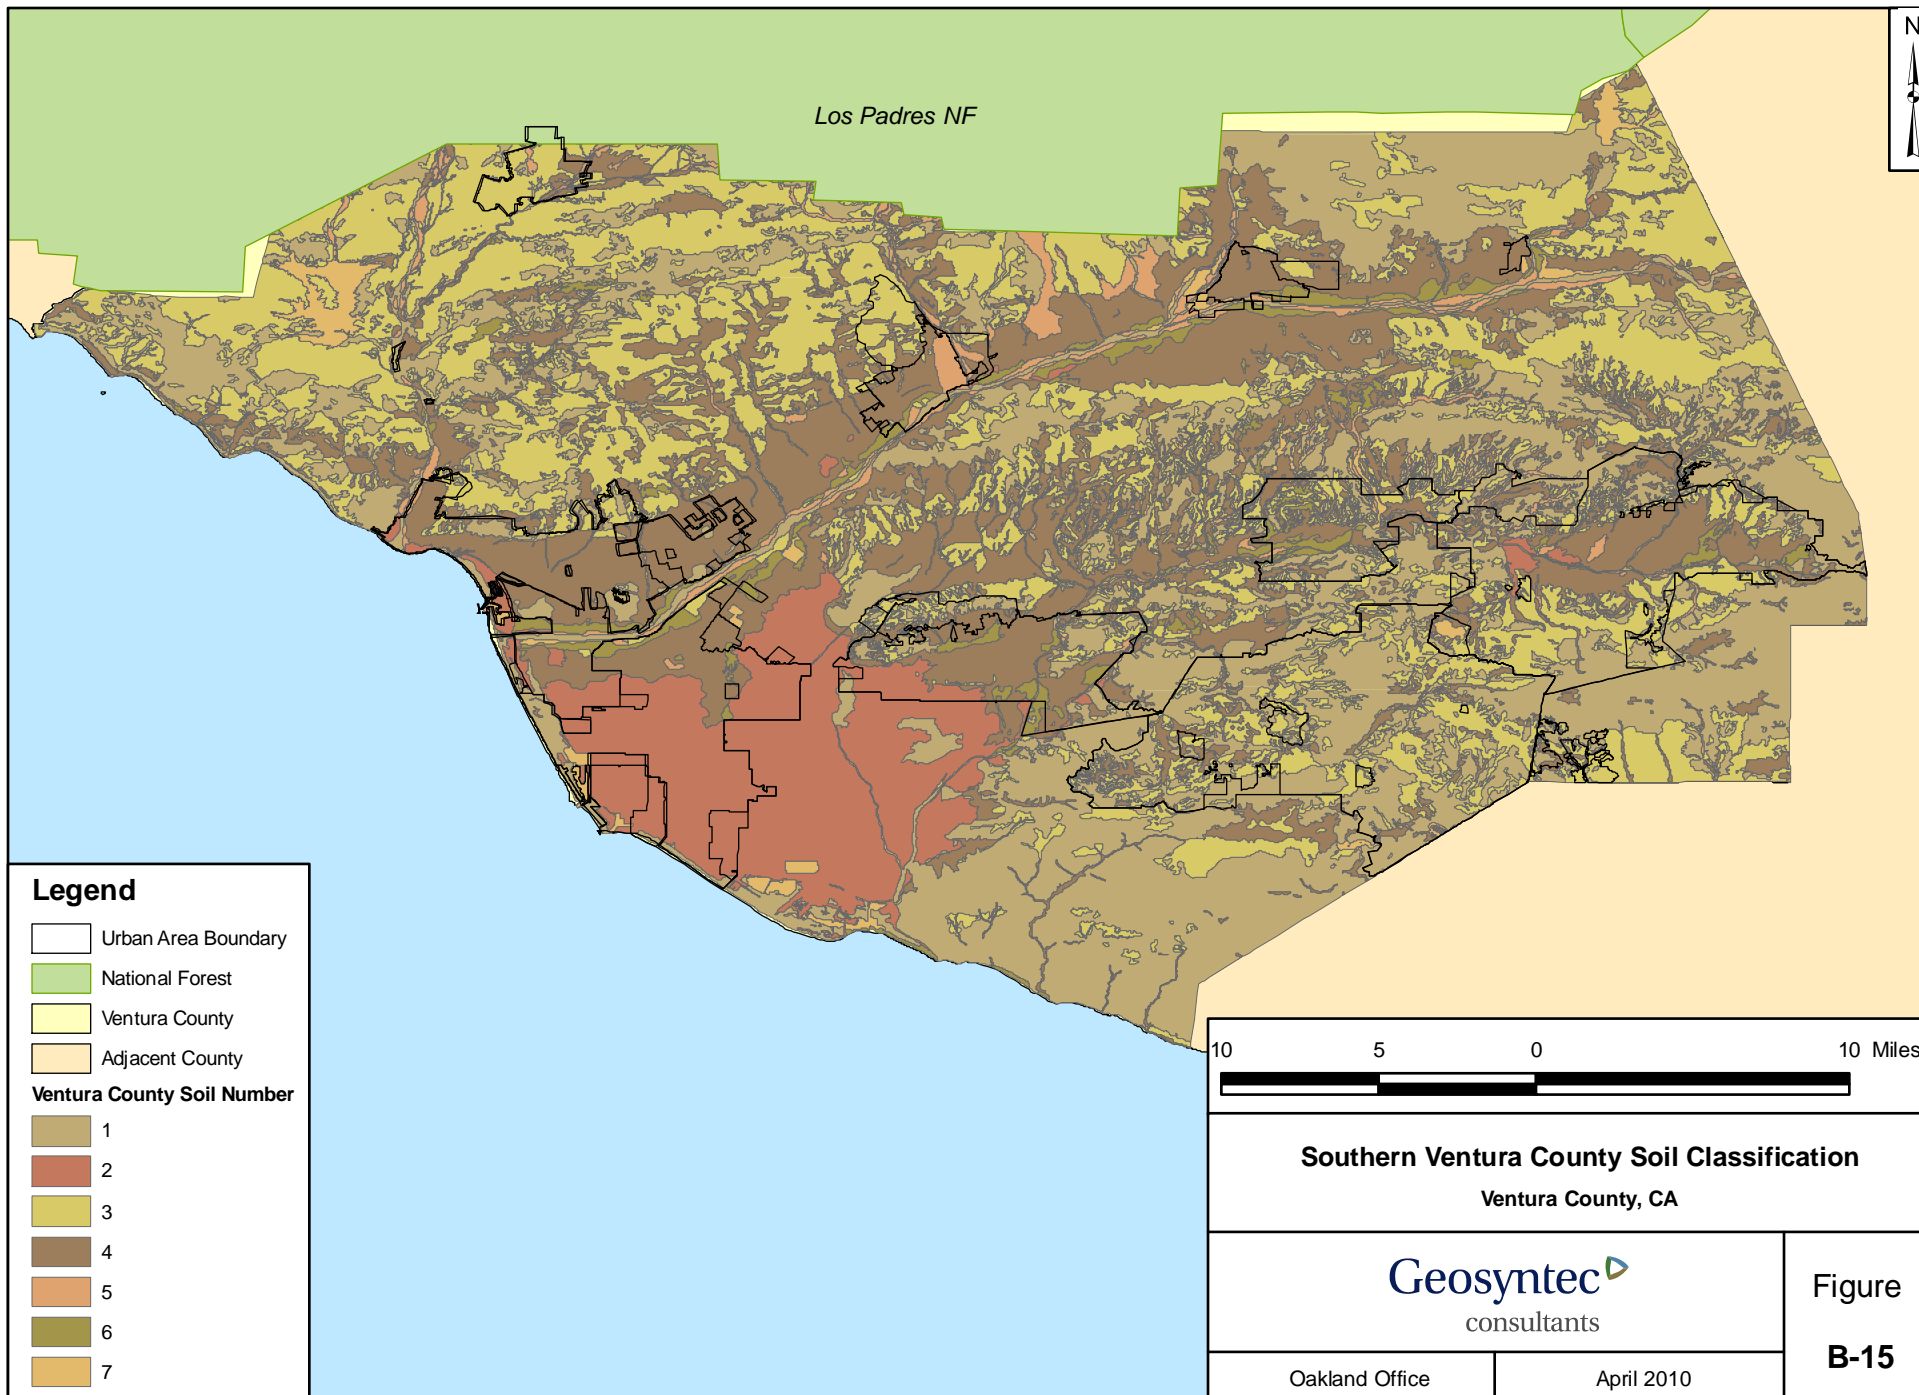 N
Los Padres NF
Legend
Urban Area Boundary
National Forest
Ventura County
Adjacent County
Ventura County Soil Number
1
2
3
4
5
6
7
10 5 0 10 Miles
Southern Ventura County Soil Classification
Ventura County, CA
Geosyntec
consultants
Figure
B-15
Oakland Office
April 2010